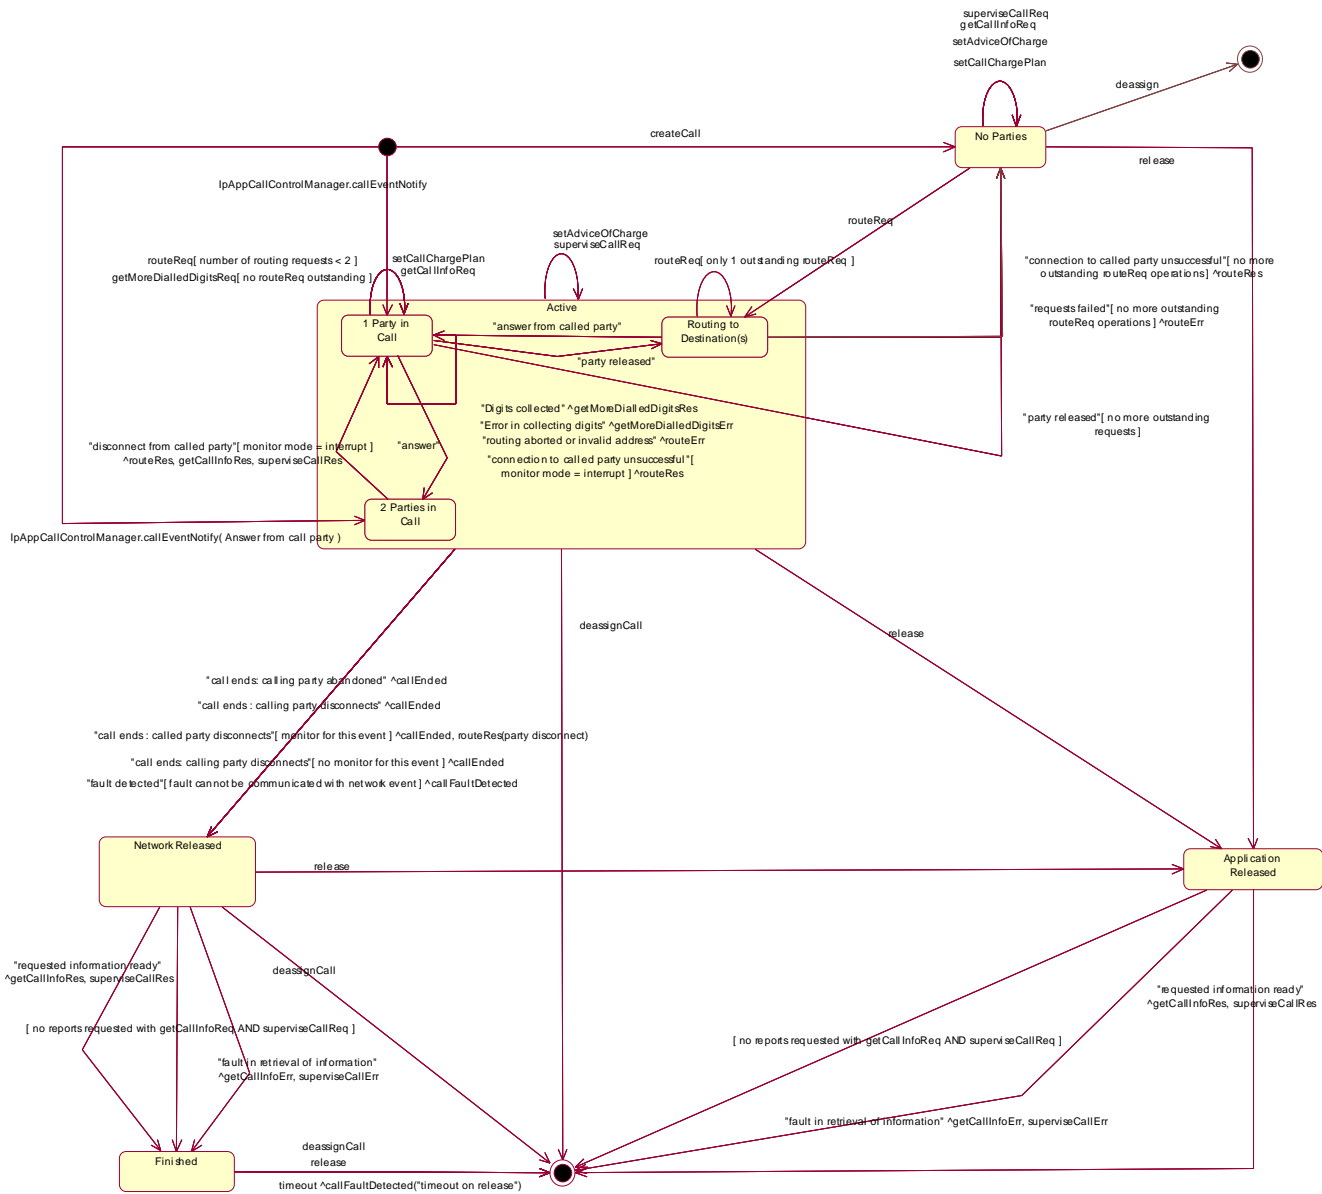 superviseCallReq
getCallInfoReq
setAdviceOfCharge
setCallChargePlan
deassign
createCall
No Parties
release
IpAppCallControlManager.callEventNotify
routeReq
setAdviceOfCharge
superviseCallReq
routeReq[ number of routing requests < 2 ]
getMoreDialledDigitsReq[ no routeReq outstanding ]
setCallChargePlan
getCallInfoReq
routeReq[ only 1 outstanding routeReq ]
"connection to called party unsuccessful"[ no more
outstanding routeReq operations ] ^routeRes
"requests failed"[ no more outstanding
routeReq operations ] ^routeErr
Active
1 Party in
Call
"answer from called party"
Routing to
Destination(s)
"party released"
"Digits collected" ^getMoreDialledDigitsRes
"Error in collecting digits" ^getMoreDialledDigitsErr
"routing aborted or invalid address" ^routeErr
"connection to called party unsuccessful"[
monitor mode = interrupt ] ^routeRes
"party released"[ no more outstanding
requests ]
"disconnect from called party"[ monitor mode = interrupt ]
^routeRes, getCallInfoRes, superviseCallRes
"answer"
2 Parties in
Call
IpAppCallControlManager.callEventNotify( Answer from call party )
deassignCall
release
"call ends: calling party abandoned" ^callEnded
"call ends : calling party disconnects" ^callEnded
"call ends : called party disconnects"[ monitor for this event ] ^callEnded, routeRes(party disconnect)
"call ends: calling party disconnects"[ no monitor for this event ] ^callEnded
"fault detected"[ fault cannot be communicated with network event ] ^callFaultDetected
Network Released
release
Application
Released
"requested information ready"
^getCallInfoRes, superviseCallRes
deassignCall
[ no reports requested with getCallInfoReq AND superviseCallReq ]
"fault in retrieval of information"
^getCallInfoErr, superviseCallErr
"requested information ready"
^getCallInfoRes, superviseCallRes
[ no reports requested with getCallInfoReq AND superviseCallReq ]
"fault in retrieval of information" ^getCallInfoErr, superviseCallErr
Finished
deassignCall
release
timeout ^callFaultDetected("timeout on release")